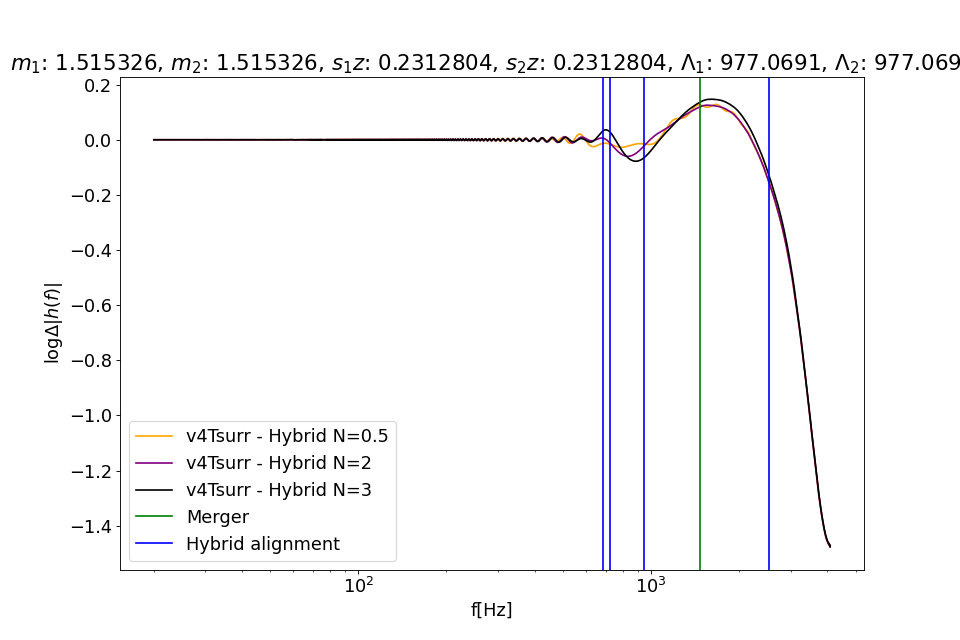 m₁: 1.515326, m₂: 1.515326, s₁z: 0.2312804, s₂z: 0.2312804, Λ₁: 977.0691, Λ₂: 977.069
0.2
0.0
−0.2
−0.4
−0.6
−0.8
−1.0
−1.2
−1.4
logΔ|h(f)|
v4Tsurr - Hybrid N=0.5
v4Tsurr - Hybrid N=2
v4Tsurr - Hybrid N=3
Merger
Hybrid alignment
10² 10³
f[Hz]